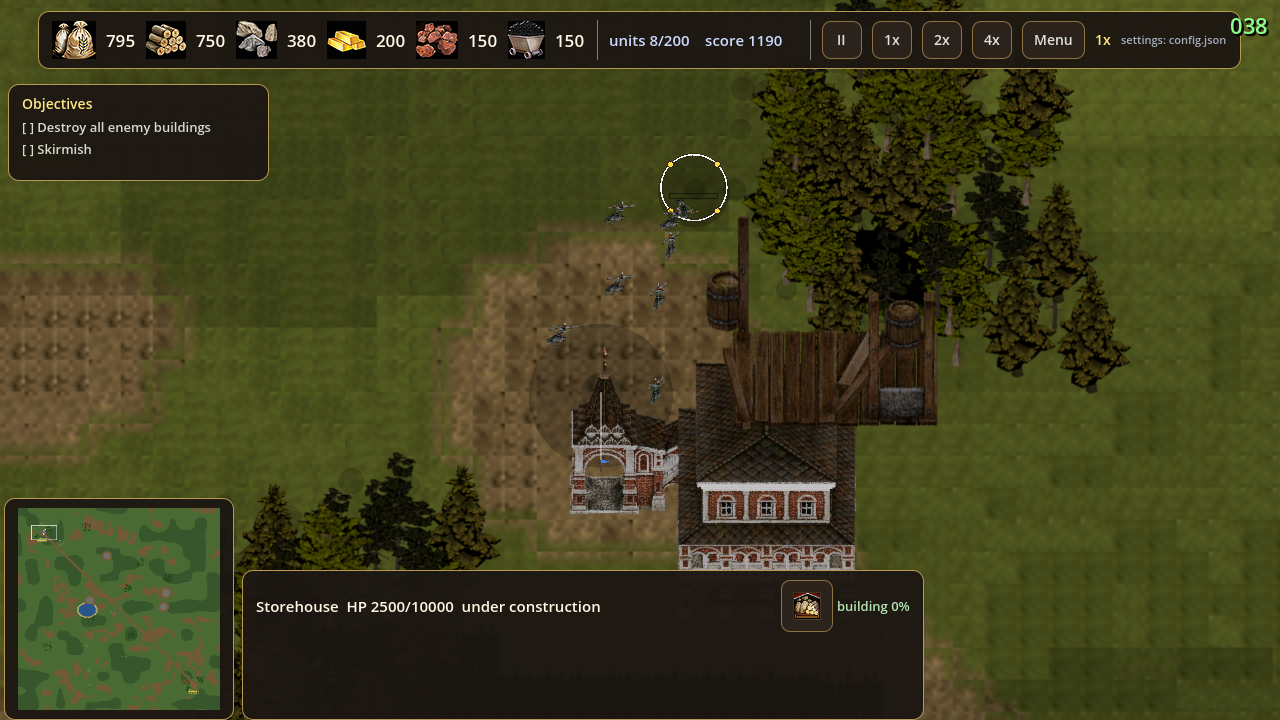 795 750 380 200 150 150 units 8/200 score 1190 II 1x 2x 4x Menu 1x settings: config.json 038
Objectives
[ ] Destroy all enemy buildings
[ ] Skirmish
Storehouse HP 2500/10000 under construction building 0%